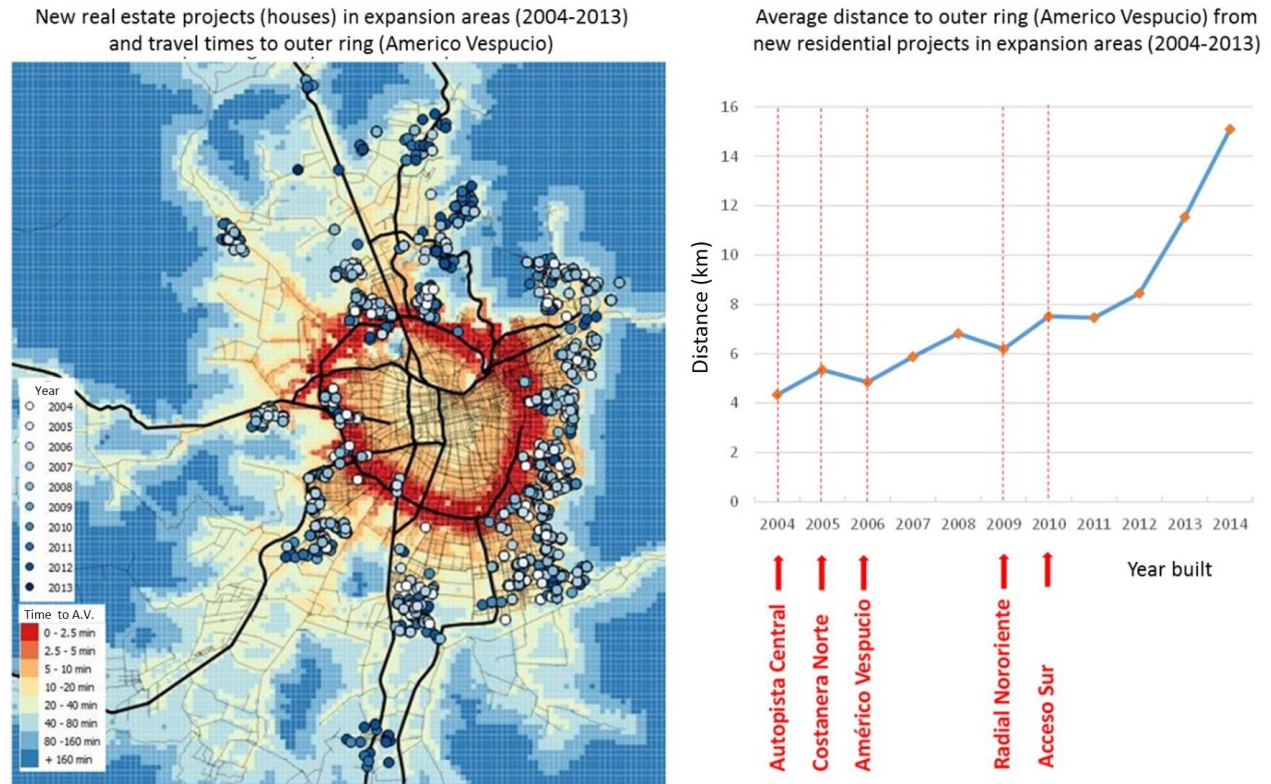 New real estate projects (houses) in expansion areas (2004-2013)
and travel times to outer ring (Americo Vespucio)
Year
2004
2005
2006
2007
2008
2009
2010
2011
2012
2013
Time to A.V.
0 - 2.5 min
2.5 - 5 min
5 - 10 min
10 -20 min
20 - 40 min
40 - 80 min
80 -160 min
+ 160 min
Average distance to outer ring (Americo Vespucio) from
new residential projects in expansion areas (2004-2013)
Distance (km)
16
14
12
10
8
6
4
2
0
2004 2005 2006 2007 2008 2009 2010 2011 2012 2013 2014
Year built
Autopista Central
Costanera Norte
Américo Vespucio
Radial Nororiente
Acceso Sur